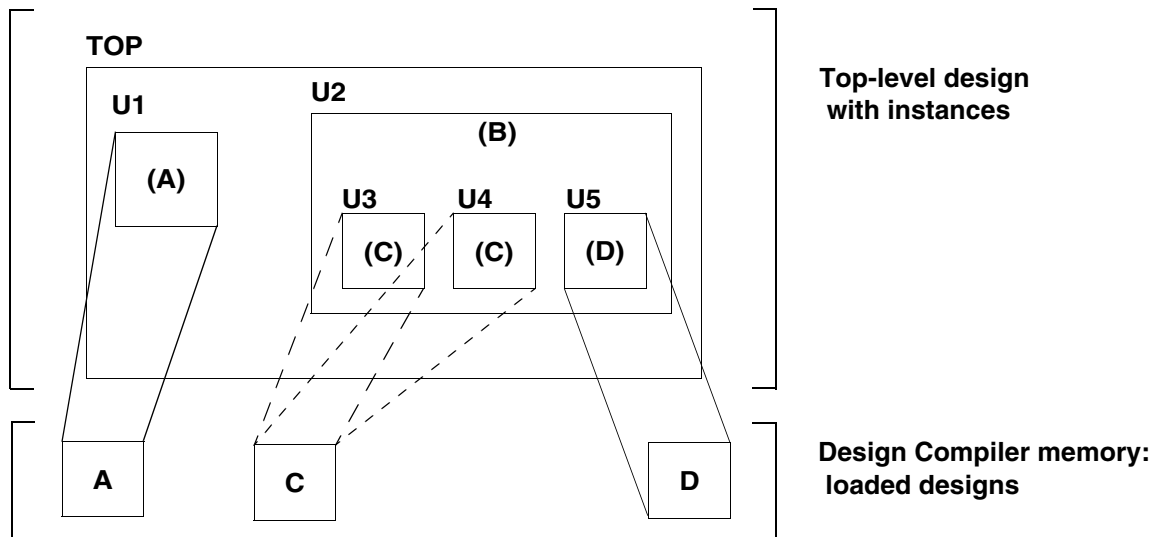 TOP
Top-level design
with instances
U1
U2
(B)
(A)
U3
U4
U5
(C)
(C)
(D)
A
C
D
Design Compiler memory:
loaded designs